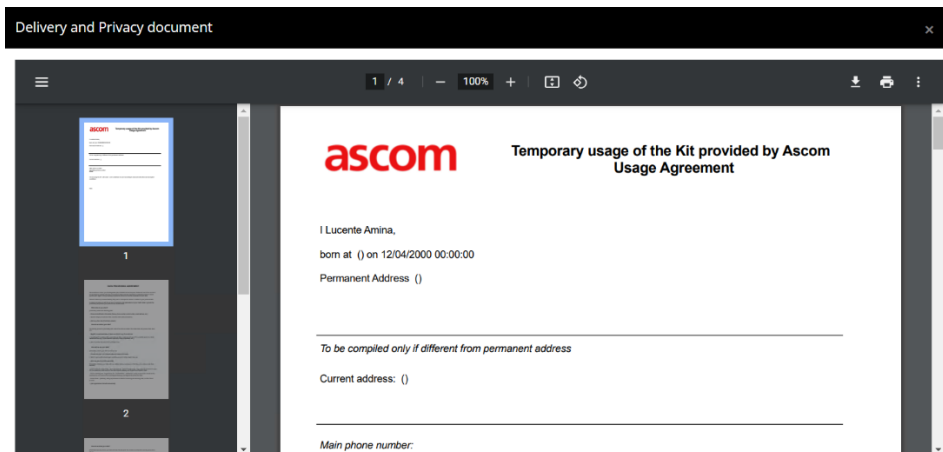 Delivery and Privacy document
1 / 4
100%
ascom
1
2
ascom
Temporary usage of the Kit provided by Ascom
Usage Agreement
I Lucente Amina,
born at () on 12/04/2000 00:00:00
Permanent Address ()
To be compiled only if different from permanent address
Current address: ()
Main phone number: